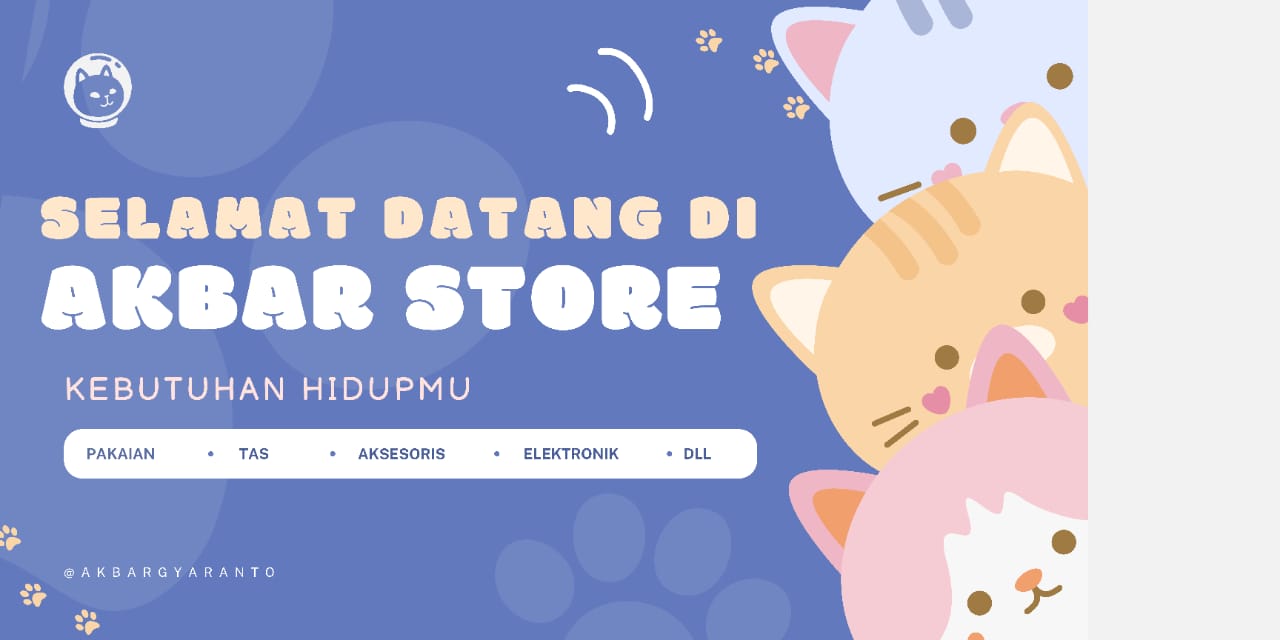 SELAMAT DATANG DI
AKBAR STORE
KEBUTUHAN HIDUPMU
PAKAIAN • TAS • AKSESORIS • ELEKTRONIK • DLL
@AKBARGYARANTO